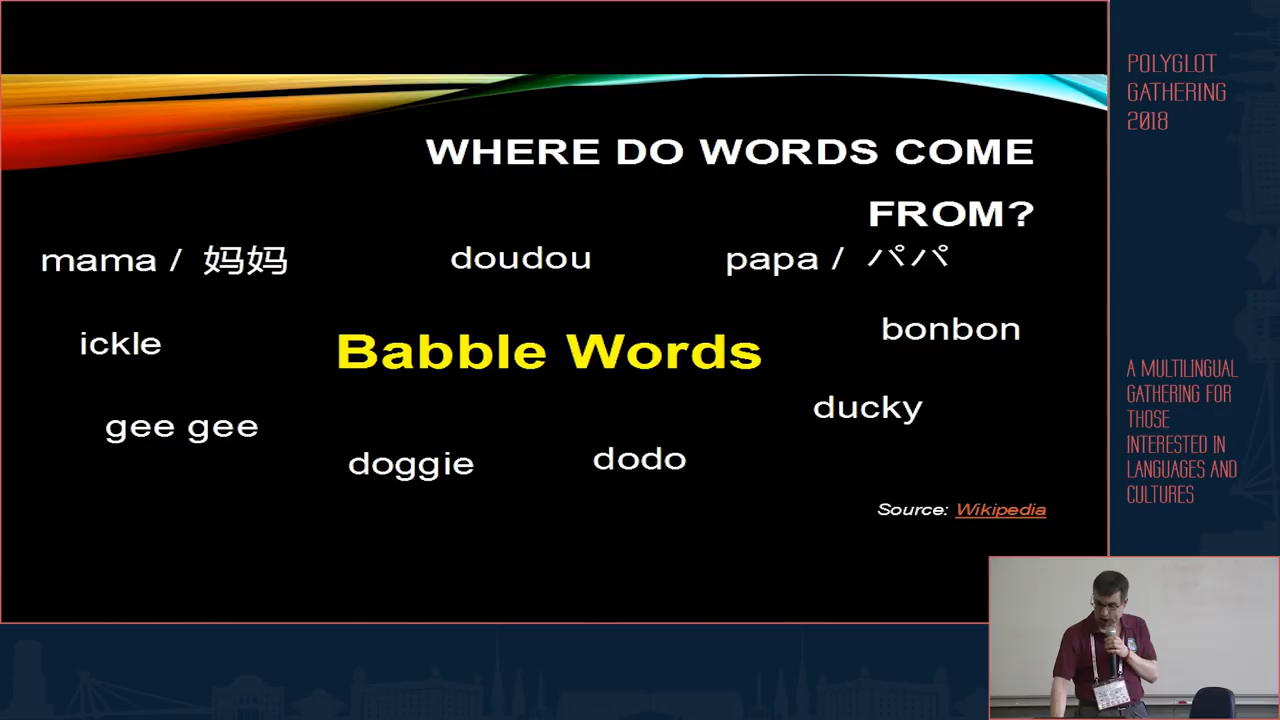 WHERE DO WORDS COME
FROM?
mama / 妈妈
doudou
papa / パパ
ickle
Babble Words
bonbon
gee gee
ducky
doggie
dodo
Source: Wikipedia
POLYGLOT
GATHERING
2018
A MULTILINGUAL
GATHERING FOR
THOSE
INTERESTED IN
LANGUAGES AND
CULTURES